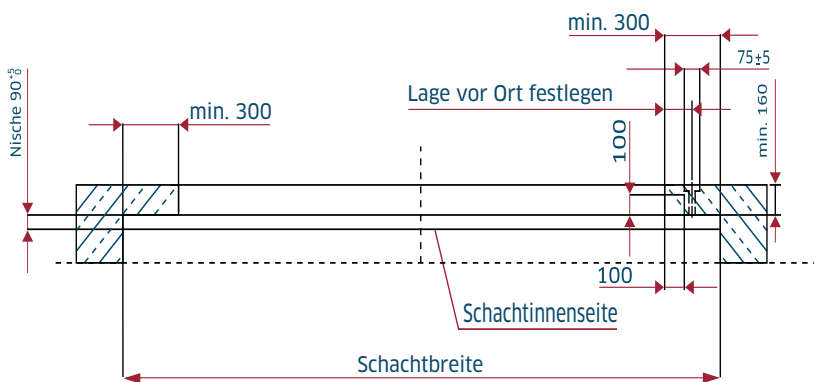 min. 300
75±5
Lage vor Ort festlegen
min. 300
Nische 90 +5 0
100
min. 160
100
Schachtinnenseite
Schachtbreite